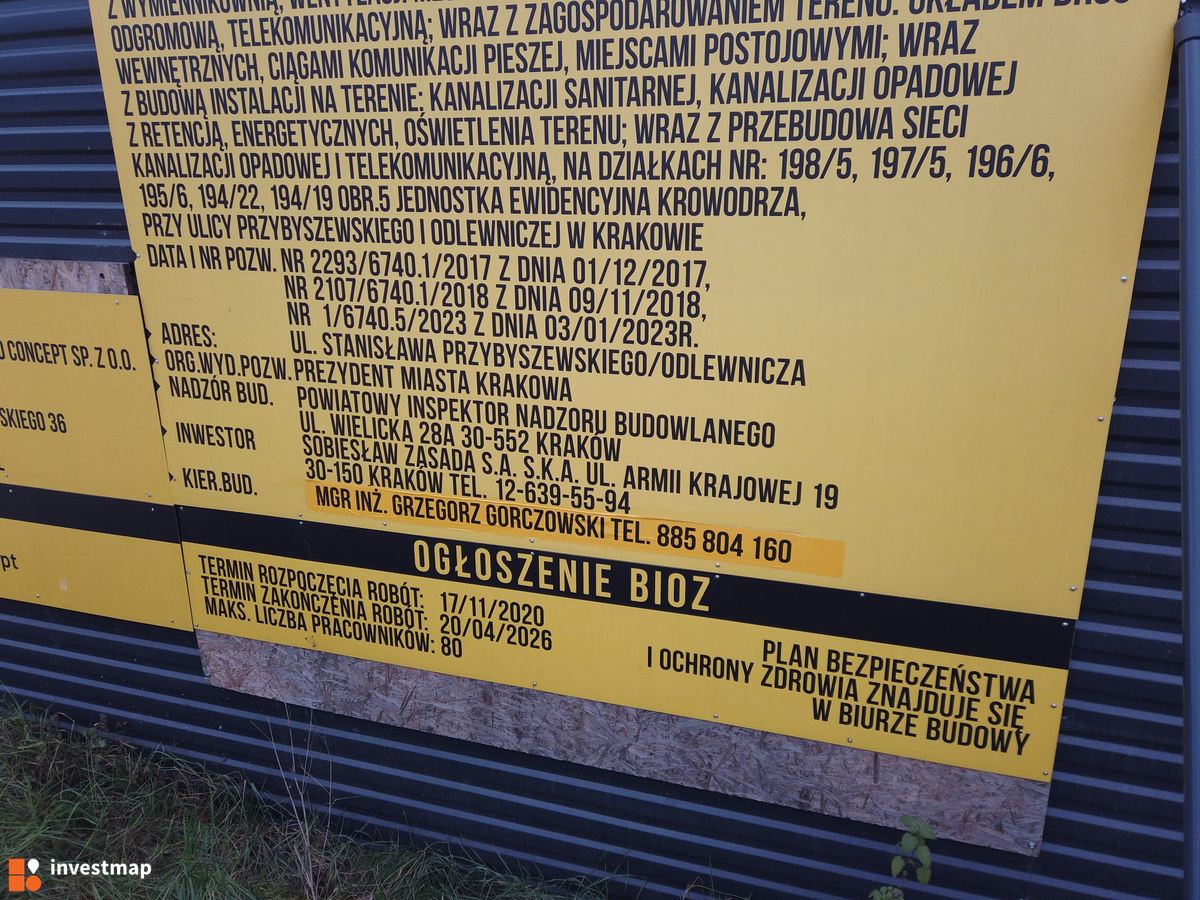 Z WYMIENNIKOWNIĄ, WENTYLACJI
ODGROMOWĄ, TELEKOMUNIKACYJNĄ; WRAZ Z ZAGOSPODAROWANIEM TERENU: UKŁADEM DRÓG
WEWNĘTRZNYCH, CIĄGAMI KOMUNIKACJI PIESZEJ, MIEJSCAMI POSTOJOWYMI; WRAZ
Z BUDOWĄ INSTALACJI NA TERENIE: KANALIZACJI SANITARNEJ, KANALIZACJI OPADOWEJ
Z RETENCJĄ, ENERGETYCZNYCH, OŚWIETLENIA TERENU; WRAZ Z PRZEBUDOWA SIECI
KANALIZACJI OPADOWEJ I TELEKOMUNIKACYJNĄ, NA DZIAŁKACH NR: 198/5, 197/5, 196/6,
195/6, 194/22, 194/19 OBR.5 JEDNOSTKA EWIDENCYJNA KROWODRZA,
PRZY ULICY PRZYBYSZEWSKIEGO I ODLEWNICZEJ W KRAKOWIE
DATA I NR POZW. NR 2293/6740.1/2017 Z DNIA 01/12/2017,
NR 2107/6740.1/2018 Z DNIA 09/11/2018,
NR 1/6740.5/2023 Z DNIA 03/01/2023R.
ADRES: UL. STANISŁAWA PRZYBYSZEWSKIEGO/ODLEWNICZA
ORG.WYD.POZW. PREZYDENT MIASTA KRAKOWA
NADZÓR BUD. POWIATOWY INSPEKTOR NADZORU BUDOWLANEGO
UL. WIELICKA 28A 30-552 KRAKÓW
INWESTOR SOBIESŁAW ZASADA S.A. S.K.A. UL. ARMII KRAJOWEJ 19
30-150 KRAKÓW TEL. 12-639-55-94
KIER.BUD. MGR INŻ. GRZEGORZ GORCZOWSKI TEL. 885 804 160
OGŁOSZENIE BIOZ
TERMIN ROZPOCZĘCIA ROBÓT: 17/11/2020
TERMIN ZAKOŃCZENIA ROBÓT: 20/04/2026
MAKS. LICZBA PRACOWNIKÓW: 80
PLAN BEZPIECZEŃSTWA
I OCHRONY ZDROWIA ZNAJDUJE SIĘ
W BIURZE BUDOWY
CONCEPT SP. Z O.O.
SKIEGO 36
pt
investmap